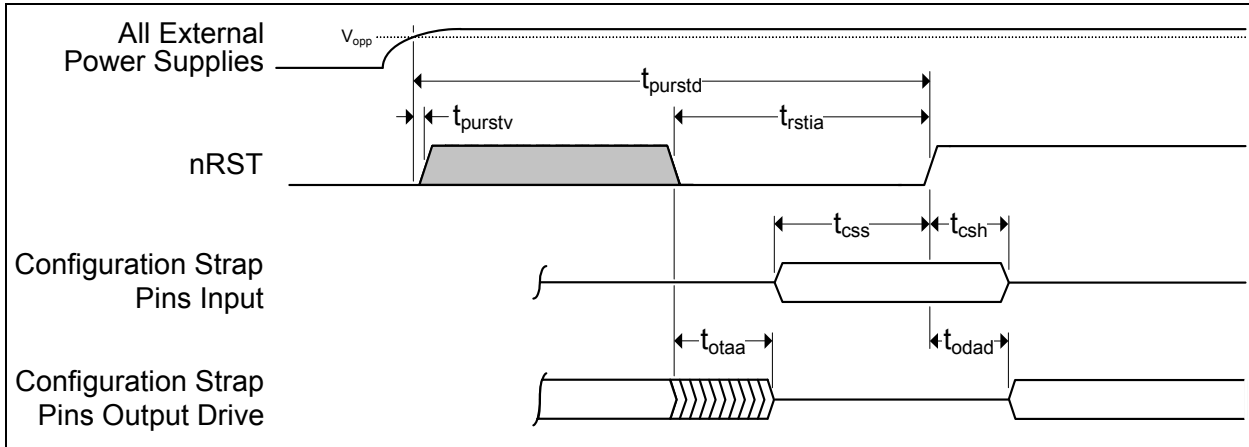 All External
Power Supplies
Vopp
tpurstd
tpurstv
trstia
nRST
tcss
tcsh
Configuration Strap
Pins Input
totaa
todad
Configuration Strap
Pins Output Drive